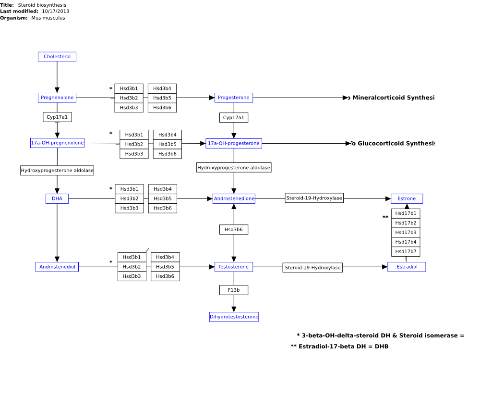 Title: Steroid biosynthesis
Last modified: 10/17/2013
Organism: Mus musculus
Cholesterol
* Hsd3b1 Hsd3b4
Pregnenolone Hsd3b2 Hsd3b5 Progesterone Mineralcorticoid Synthesi
Hsd3b3 Hsd3b6
Cyp17a1 Cyp17a1
* Hsd3b1 Hsd3b4
17a-OH-pregnenolone Hsd3b2 Hsd3b5 17a-OH-progesterone Glucocorticoid Synthesis
Hsd3b3 Hsd3b6
Hydroxyprogesterone aldolase Hydroxyprogesterone aldolase
* Hsd3b1 Hsd3b4
DHA Hsd3b2 Hsd3b5 Androstenedione Steroid-19-Hydroxylase Estrone
Hsd3b3 Hsd3b6
** Hsd17b1
Hsd17b2
Hsd3b6 Hsd17b3
Hsd17b4
Hsd17b7
* Hsd3b1 Hsd3b4
Androstenediol Hsd3b2 Hsd3b5 Testosterone Steroid-19-Hydroxylase Estradiol
Hsd3b3 Hsd3b6
F13b
Dihydrotestosterone
* 3-beta-OH-delta-steroid DH & Steroid isomerase =
** Estradiol-17-beta DH = DHB